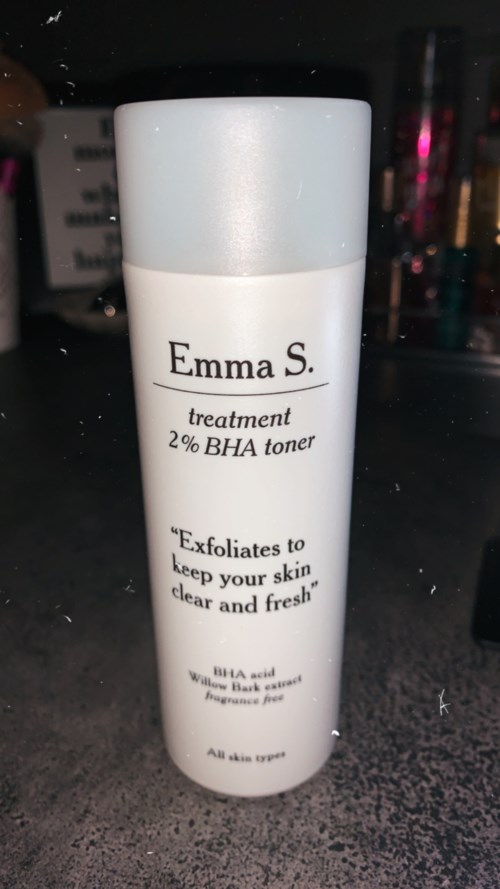 Emma S.
treatment
2% BHA toner
“Exfoliates to
keep your skin
clear and fresh”
BHA acid
Willow Bark extract
fragrance free
All skin types